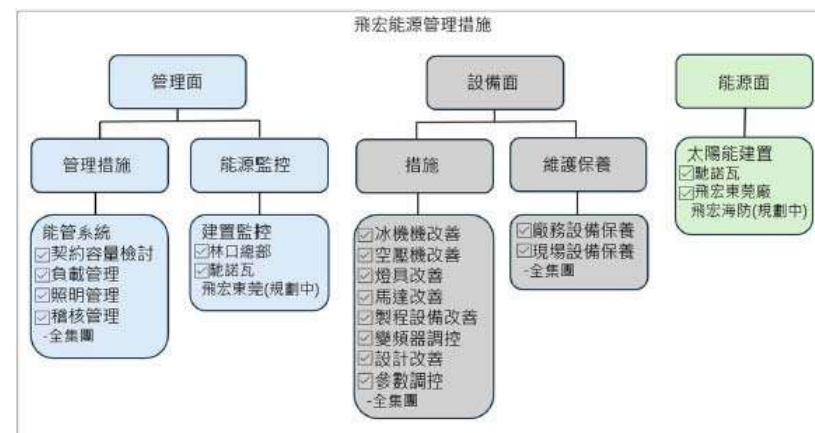 飛宏能源管理措施
管理面
管理措施
能源監控
能管系統
☑契約容量檢討
☑負載管理
☑照明管理
☑稽核管理
-全集團
建置監控
☑林口總部
☑馳諾瓦
飛宏東莞(規劃中)
設備面
措施
維護保養
☑冰機機改善
☑空壓機改善
☑燈具改善
☑馬達改善
☑製程設備改善
☑變頻器調控
☑設計改善
☑參數調控
-全集團
☑廠務設備保養
☑現場設備保養
-全集團
能源面
太陽能建置
☑馳諾瓦
☑飛宏東莞廠
飛宏海防(規劃中)